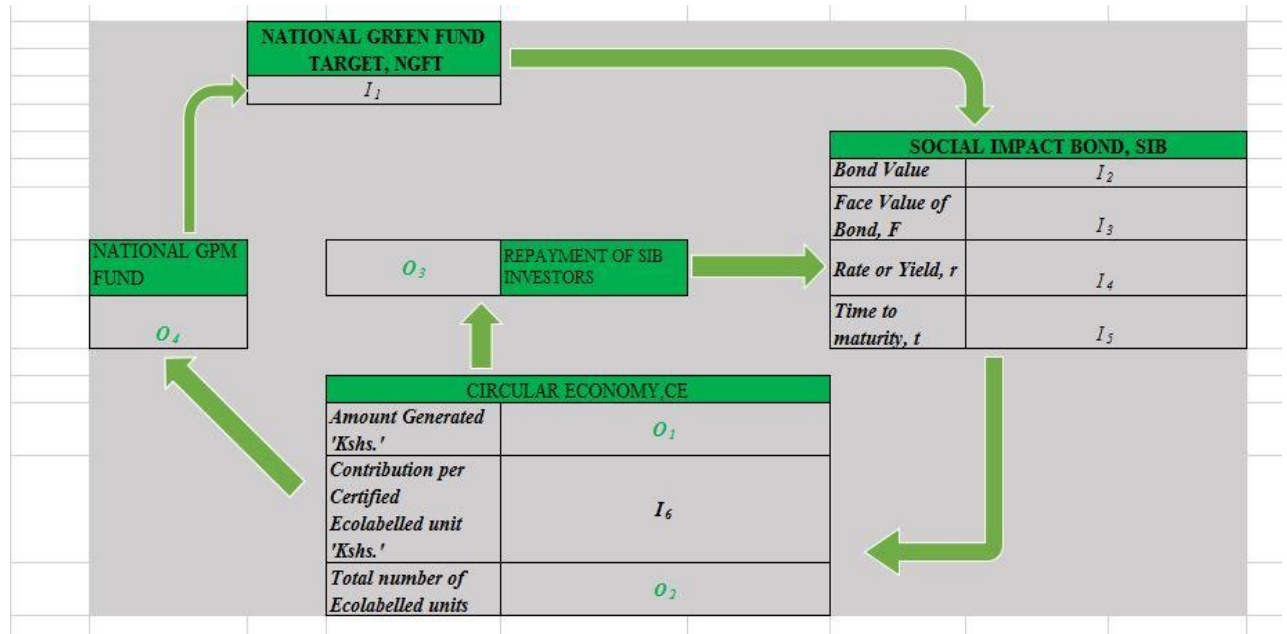 NATIONAL GREEN FUND
TARGET, NGFT
I1
SOCIAL IMPACT BOND, SIB
Bond Value
I2
Face Value of
Bond, F
I3
Rate or Yield, r
I4
Time to
maturity, t
I5
NATIONAL GPM
FUND
O4
O3
REPAYMENT OF SIB
INVESTORS
CIRCULAR ECONOMY,CE
Amount Generated
'Kshs.'
O1
Contribution per
Certified
Ecolabelled unit
'Kshs.'
I6
Total number of
Ecolabelled units
O2